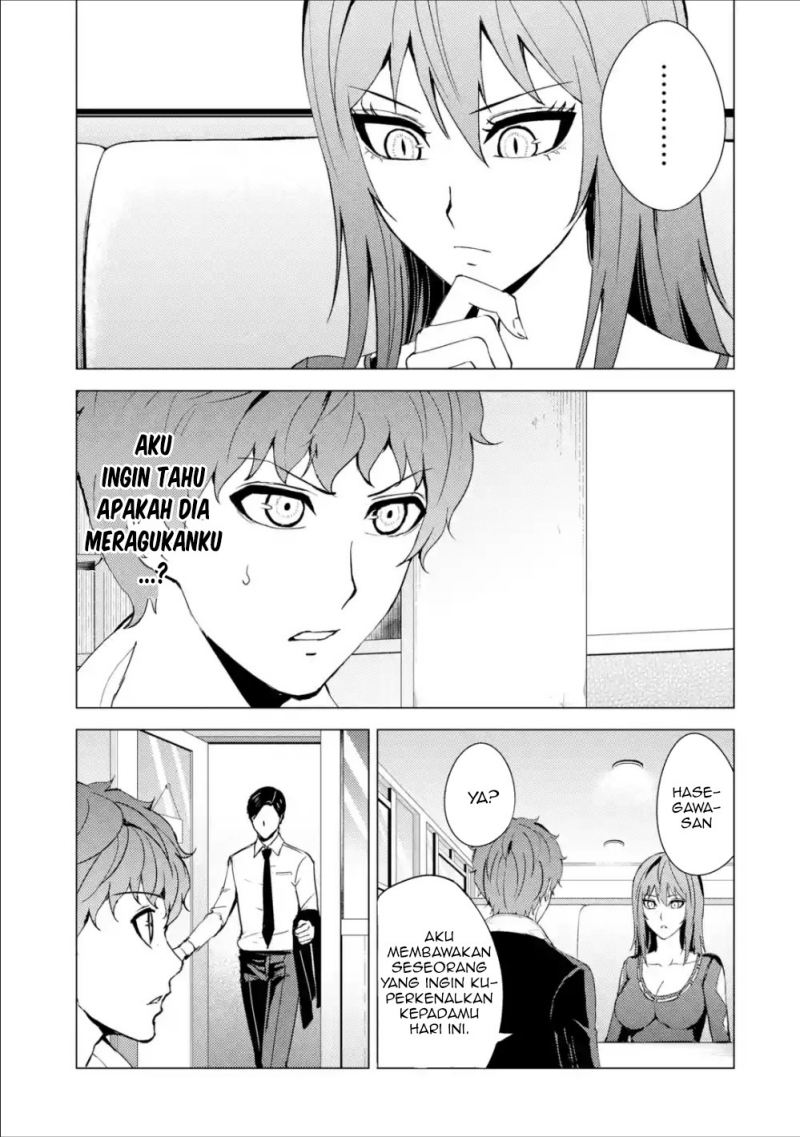 .........
AKU
INGIN TAHU
APAKAH DIA
MERAGUKANKU
...?
HASE-
GAWA-
SAN
YA?
AKU
MEMBAWAKAN
SESEORANG
YANG INGIN KU-
PERKENALKAN
KEPADAMU
HARI INI.